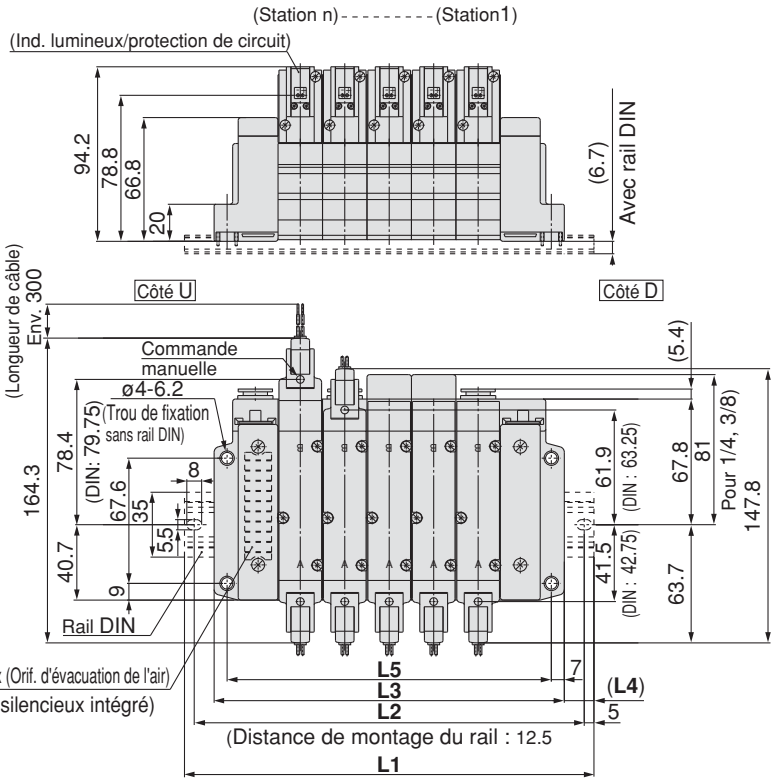 (Station n) - - - - - - - - (Station1)
(Ind. lumineux/protection de circuit)
94.2
78.8
66.8
20
(6.7)
Avec rail DIN
Côté U
Côté D
(Longueur de câble)
Env. 300
Commande
manuelle
ø4-6.2
(Trou de fixation
sans rail DIN)
164.3
78.4
(DIN: 79.75)
67.6
35
8
5.5
40.7
9
B B B B B
A A A A A
(5.4)
61.9
(DIN : 63.25)
67.8
81
Pour 1/4, 3/8)
147.8
41.5
(DIN : 42.75)
63.7
Rail DIN
(Orif. d'évacuation de l'air)
silencieux intégré)
L5
7
L3
(L4)
L2
5
(Distance de montage du rail : 12.5
L1